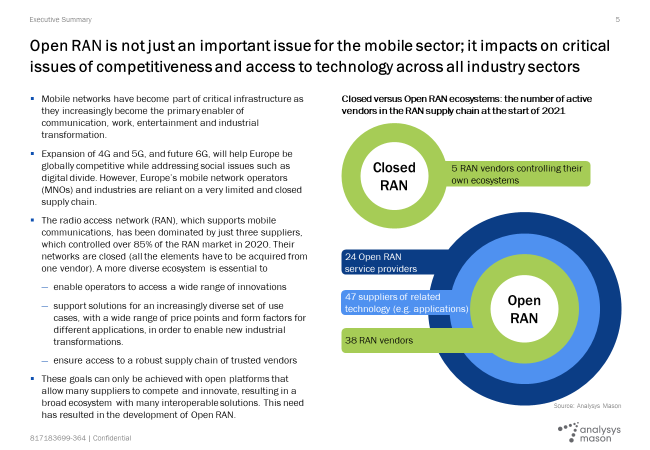 Executive Summary
5
Open RAN is not just an important issue for the mobile sector; it impacts on critical
issues of competitiveness and access to technology across all industry sectors
▪ Mobile networks have become part of critical infrastructure as
they increasingly become the primary enabler of
communication, work, entertainment and industrial
transformation.
▪ Expansion of 4G and 5G, and future 6G, will help Europe be
globally competitive while addressing social issues such as
digital divide. However, Europe's mobile network operators
(MNOs) and industries are reliant on a very limited and closed
supply chain.
▪ The radio access network (RAN), which supports mobile
communications, has been dominated by just three suppliers,
which controlled over 85% of the RAN market in 2020. Their
networks are closed (all the elements have to be acquired from
one vendor). A more diverse ecosystem is essential to
— enable operators to access a wide range of innovations
— support solutions for an increasingly diverse set of use
cases, with a wide range of price points and form factors for
different applications, in order to enable new industrial
transformations.
— ensure access to a robust supply chain of trusted vendors
▪ These goals can only be achieved with open platforms that
allow many suppliers to compete and innovate, resulting in a
broad ecosystem with many interoperable solutions. This need
has resulted in the development of Open RAN.
Closed versus Open RAN ecosystems: the number of active
vendors in the RAN supply chain at the start of 2021
Closed
RAN
5 RAN vendors controlling their
own ecosystems
24 Open RAN
service providers
47 suppliers of related
technology (e.g. applications)
38 RAN vendors
Open
RAN
Source: Analysys Mason
817183699-364 | Confidential
analysys
mason